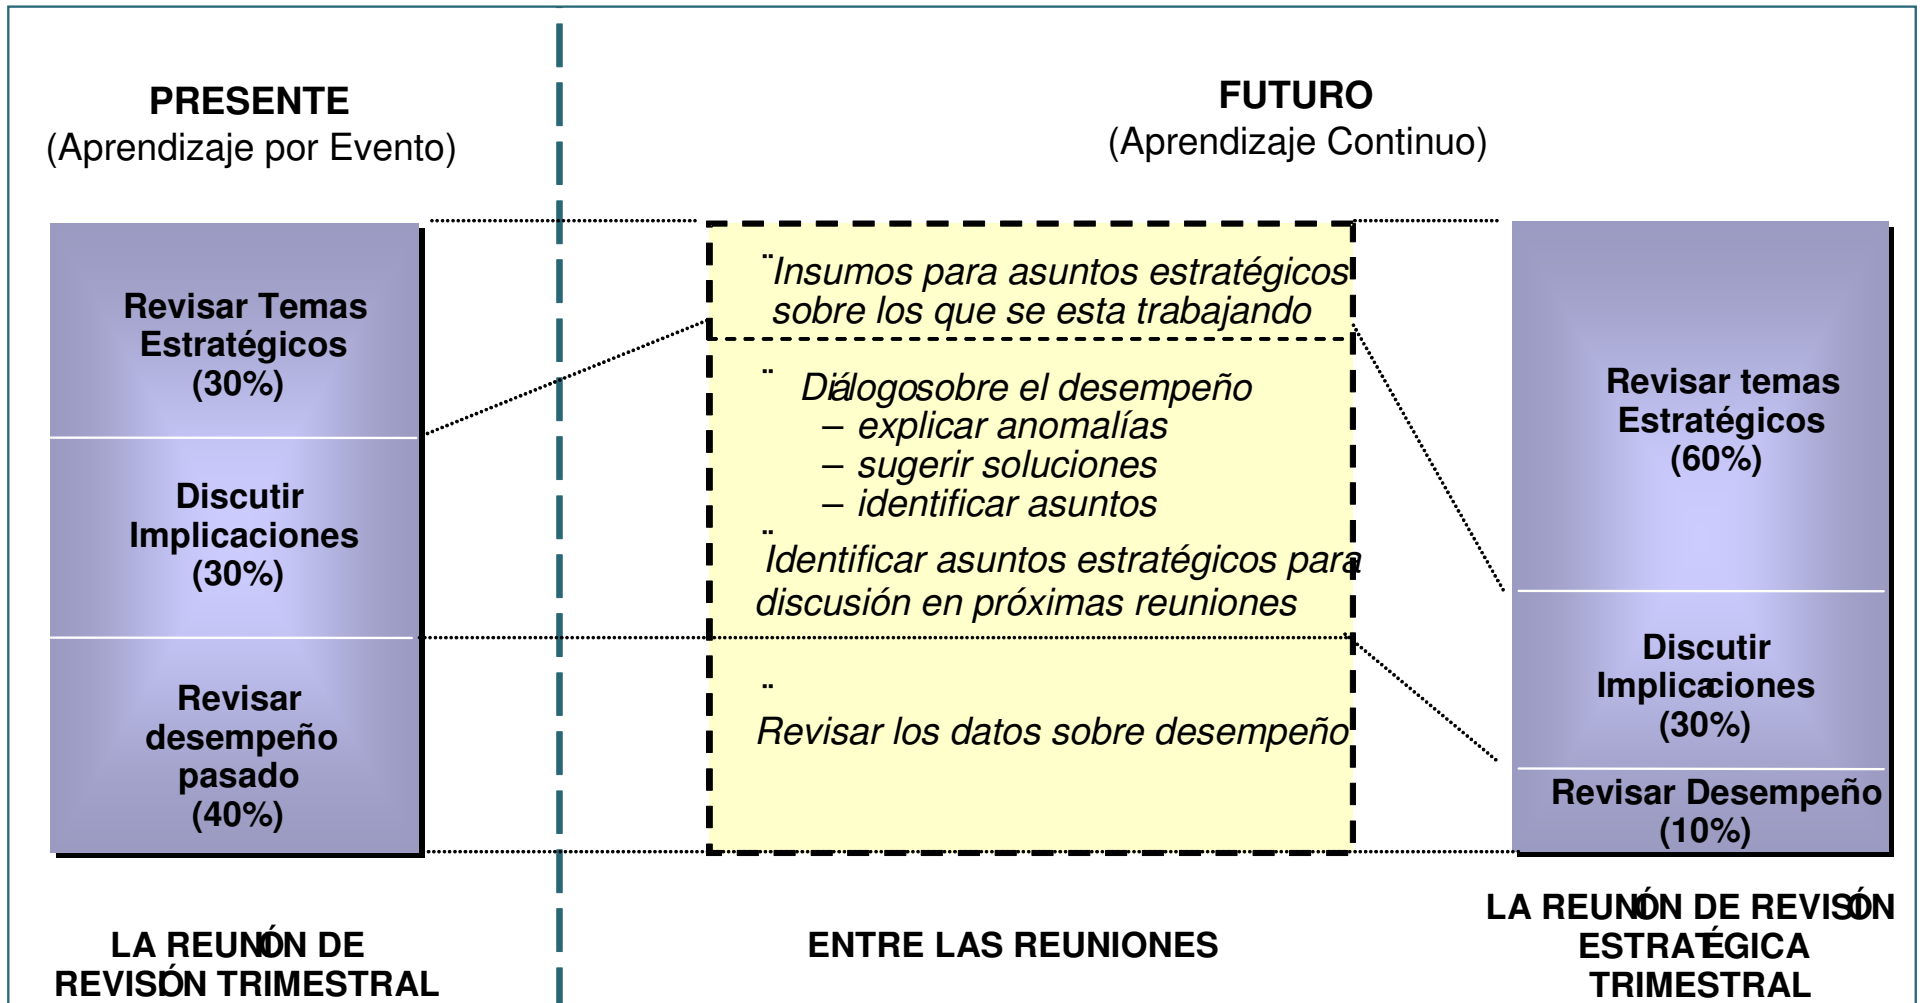 PRESENTE
(Aprendizaje por Evento)
FUTURO
(Aprendizaje Continuo)
Revisar Temas
Estratégicos
(30%)
Discutir
Implicaciones
(30%)
Revisar
desempeño
pasado
(40%)
¨Insumos para asuntos estratégicos
sobre los que se esta trabajando
¨ Diálogo sobre el desempeño
– explicar anomalías
– sugerir soluciones
– identificar asuntos
¨
Identificar asuntos estratégicos para
discusión en próximas reuniones
¨
Revisar los datos sobre desempeño
Revisar temas
Estratégicos
(60%)
Discutir
Implicaciones
(30%)
Revisar Desempeño
(10%)
LA REUNIÓN DE
REVISIÓN TRIMESTRAL
ENTRE LAS REUNIONES
LA REUNIÓN DE REVISIÓN
ESTRATÉGICA
TRIMESTRAL